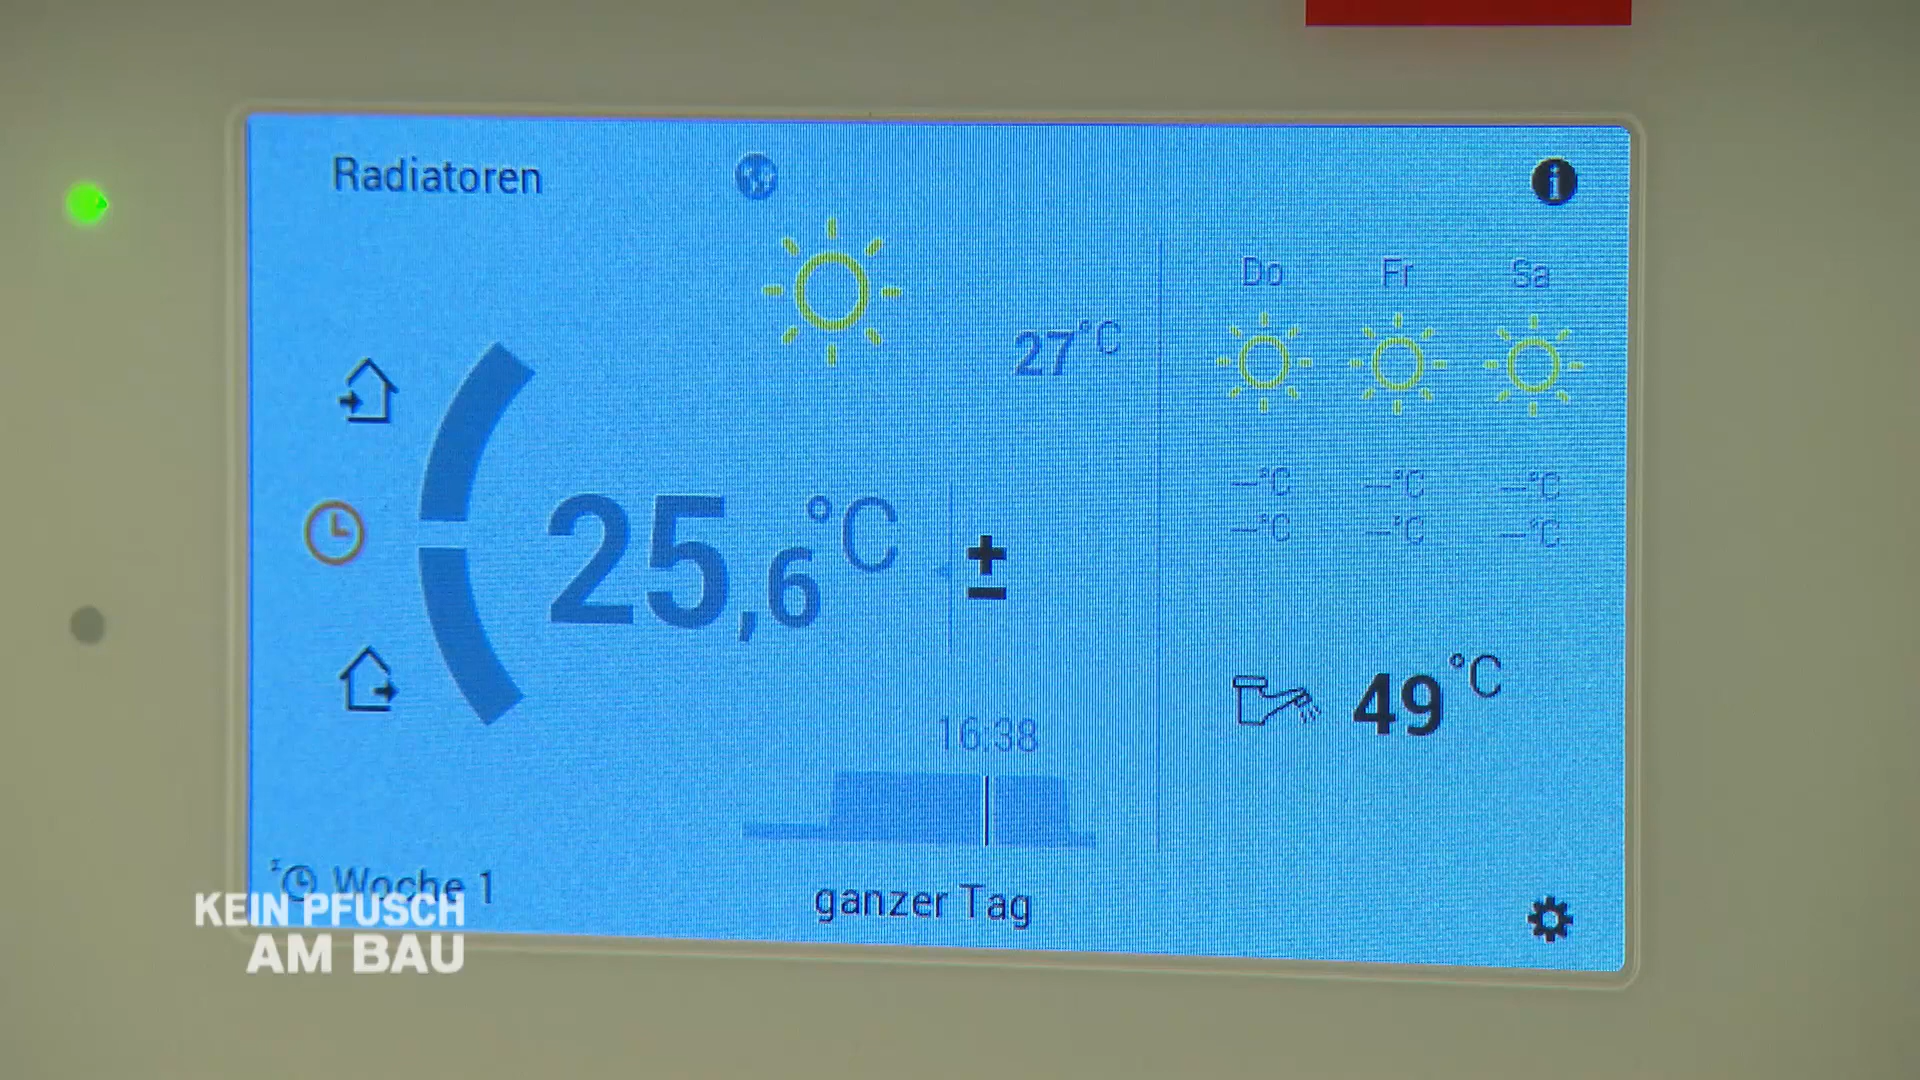 Radiatoren
i
Do Fr Sa
27°C
25,6°C
±
—°C —°C —°C
—°C —°C —°C
49°C
16:38
Woche 1
ganzer Tag
KEIN PFUSCH
AM BAU